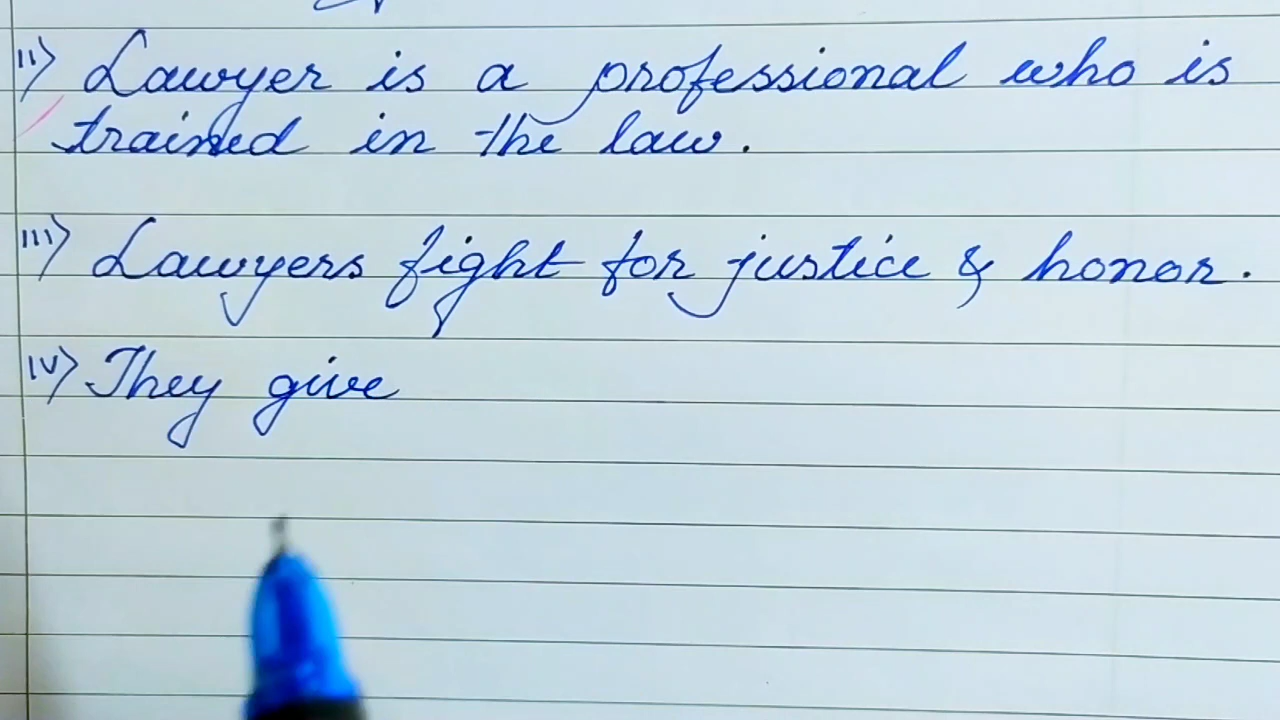 ii) Lawyer is a professional who is
trained in the law.
iii) Lawyers fight for justice & honor.
iv) They give